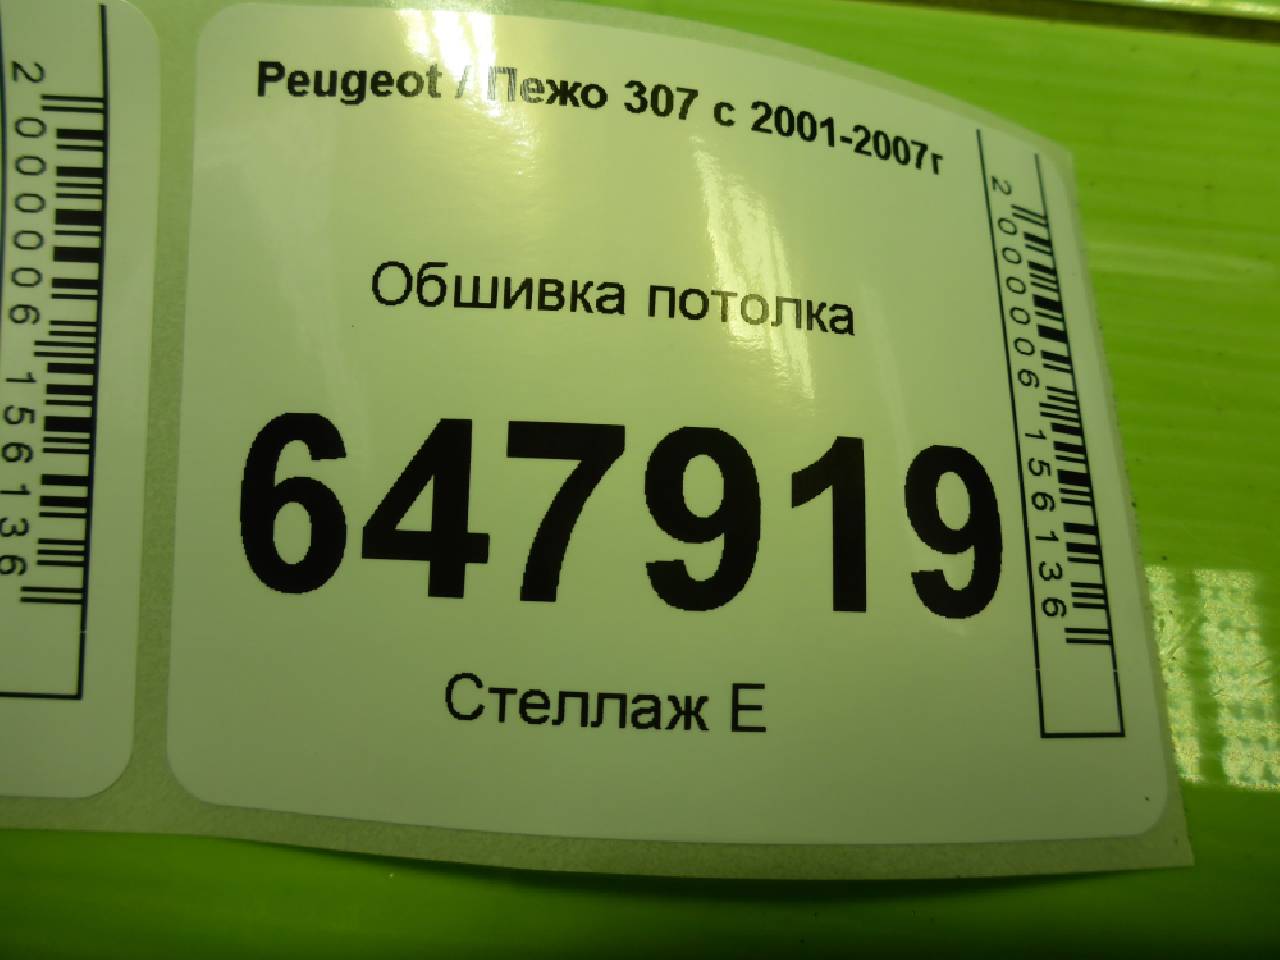 Peugeot / Пежо 307 с 2001-2007г
Обшивка потолка
647919
Стеллаж Е
2000006156136
2000006156136